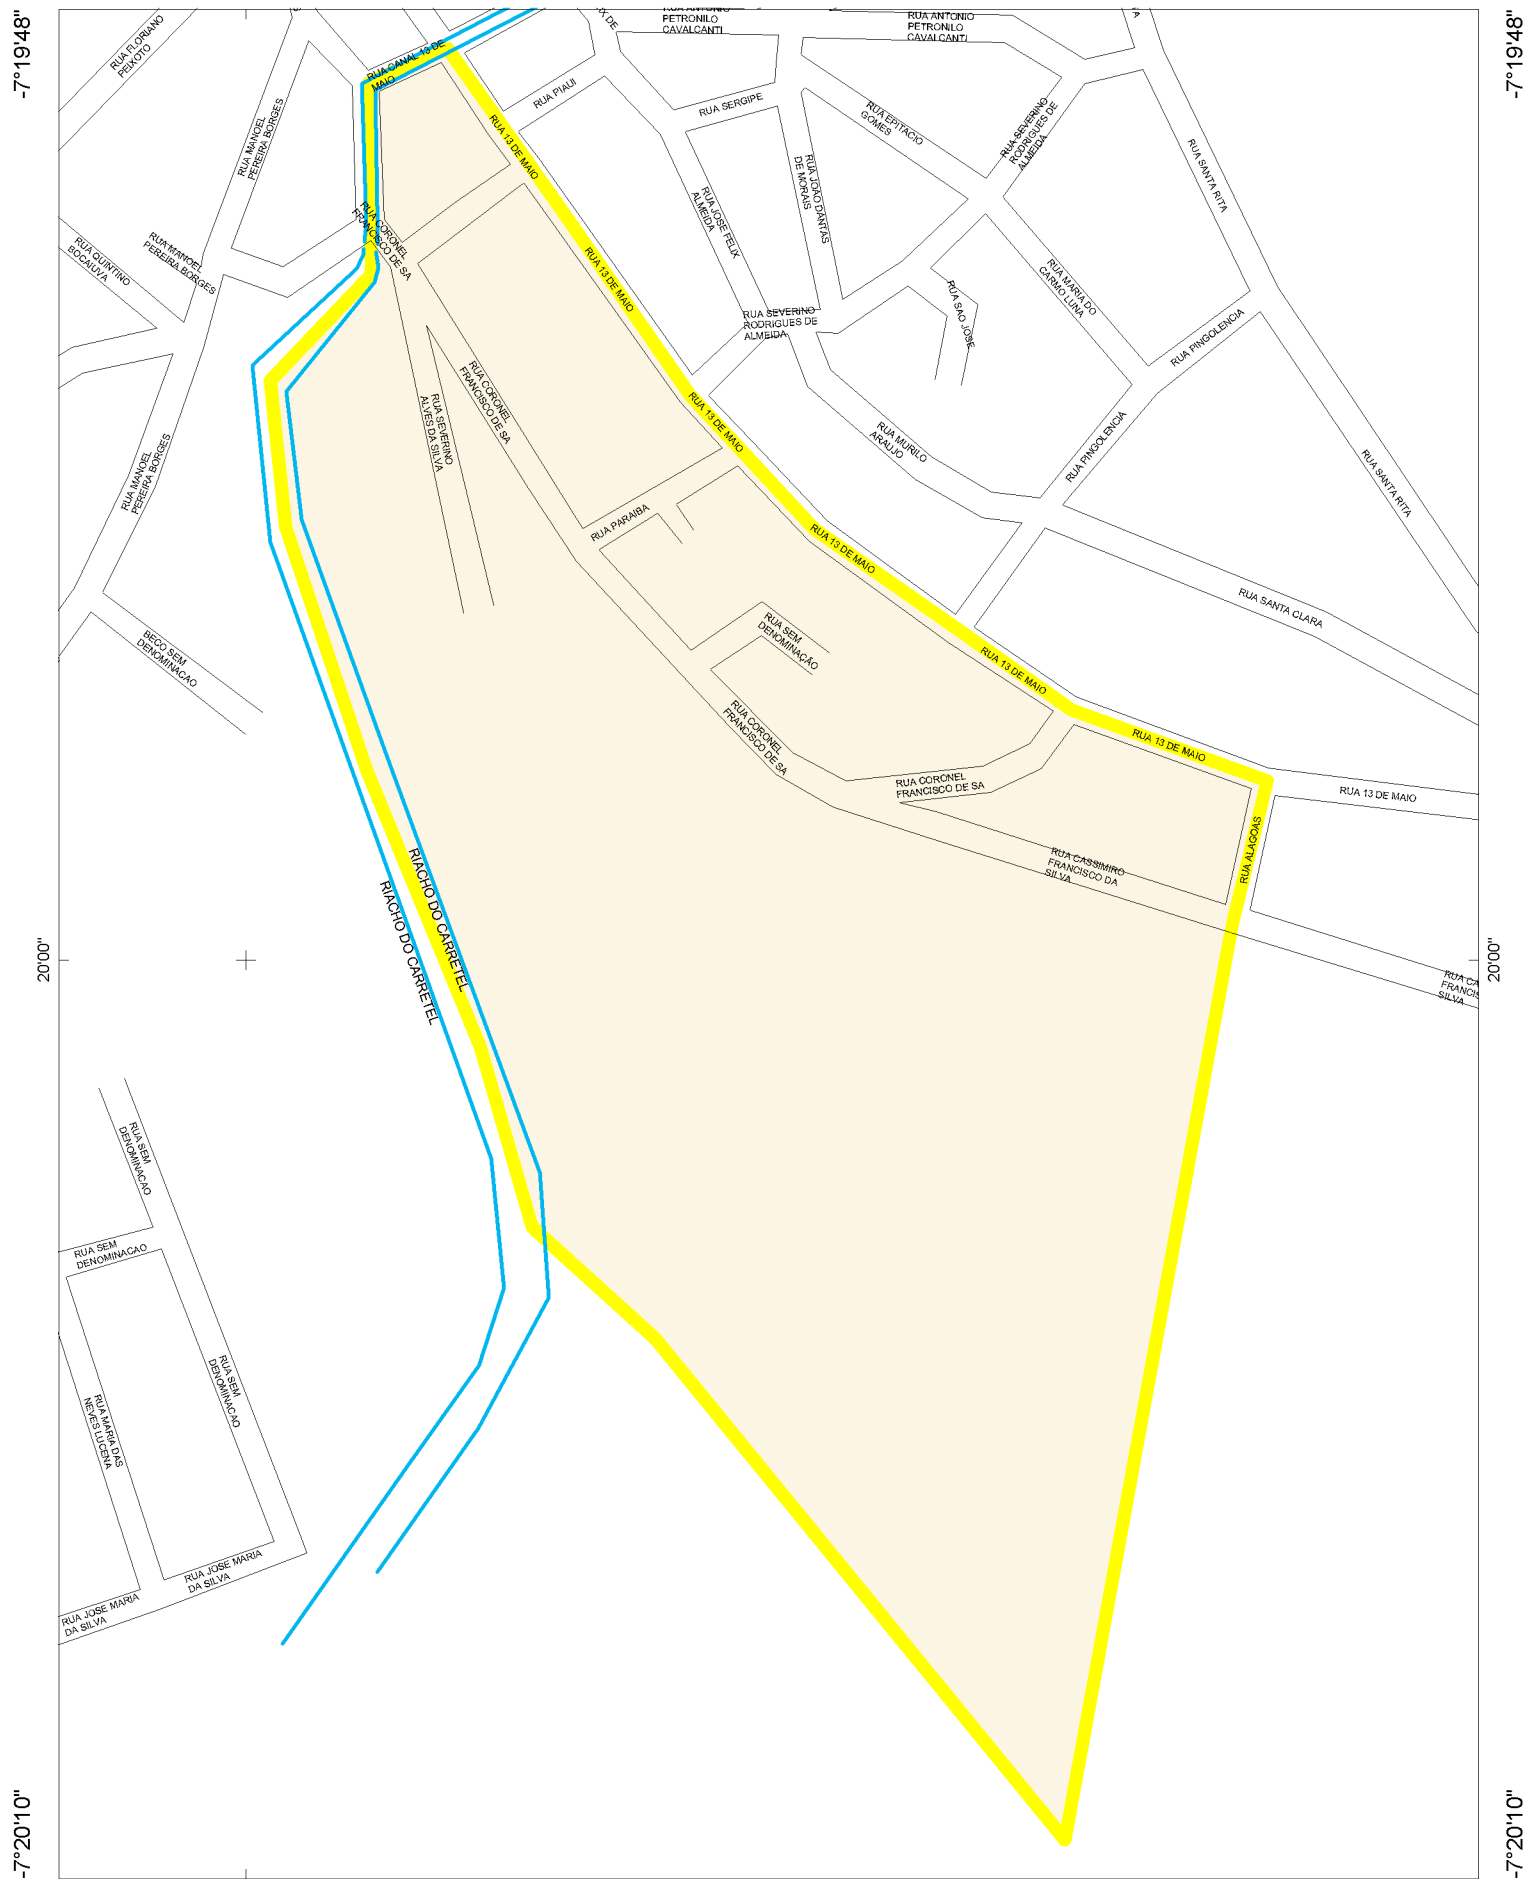 -7°19'48"
-7°19'48"
RUA FLORIANO
PEIXOTO
RUA CANAL 13 DE
MAIO
PETRONILO
CAVALCANTI
RUA ANTONIO
PETRONILO
CAVALCANTI
RUA MANOEL
PEREIRA BORGES
RUA PIAUI
RUA SERGIPE
RUA EPITACIO
GOMES
RUA SEVERINO
RODRIGUES DE
ALMEIDA
RUA 13 DE MAIO
RUA SANTA RITA
RUA JOAO DANTAS
DE MORAIS
RUA JOSE FELIX
ALMEIDA
RUA CORONEL
FRANCISCO DE SA
RUA QUINTINO
BOCAIUVA
RUA MANOEL
PEREIRA BORGES
RUA 13 DE MAIO
RUA MARIA DO
CARMO LUNA
RUA SAO JOSE
RUA SEVERINO
RODRIGUES DE
ALMEIDA
RUA PINGOLENCIA
RUA CORONEL
FRANCISCO DE SA
RUA SEVERINO
ALVES DA SILVA
RUA 13 DE MAIO
RUA MURILO
ARAUJO
RUA PINGOLENCIA
RUA MANOEL
PEREIRA BORGES
RUA SANTA RITA
RUA PARAIBA
RUA 13 DE MAIO
RUA SANTA CLARA
BECO SEM
DENOMINACAO
RUA SEM
DENOMINAÇÃO
RUA 13 DE MAIO
RUA CORONEL
FRANCISCO DE SA
RUA 13 DE MAIO
RUA CORONEL
FRANCISCO DE SA
RUA 13 DE MAIO
RUA ALAGOAS
RUA CASSIMIRO
FRANCISCO DA
SILVA
RIACHO DO CARRETEL
RIACHO DO CARRETEL
20'00"
20'00"
RUA CA
FRANCIS
SILVA
RUA SEM
DENOMINACAO
RUA SEM
DENOMINACAO
RUA SEM
DENOMINACAO
RUA MARIA DAS
NEVES LUCENA
RUA JOSE MARIA
DA SILVA
RUA JOSE MARIA
DA SILVA
-7°20'10"
-7°20'10"